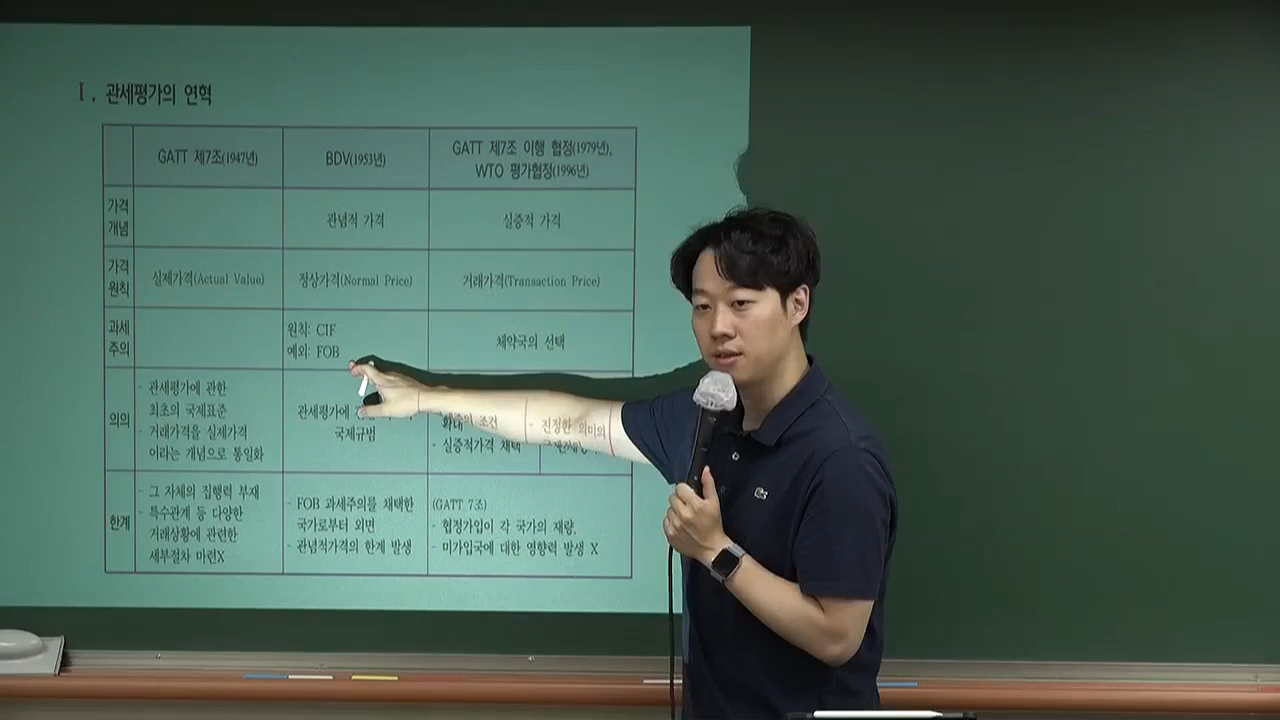 Ⅰ. 관세평가의 연혁
GATT 제7조(1947년)
BDV(1953년)
GATT 제7조 이행 협정(1979년),
WTO 평가협정(1996년)
가격
개념
관념적 가격
실증적 가격
가격
원칙
실제가격(Actual Value)
정상가격(Normal Price)
거래가격(Transaction Price)
과세
주의
원칙: CIF
예외: FOB
체약국의 선택
의의
- 관세평가에 관한
최초의 국제표준
- 거래가격을 실제가격
이라는 개념으로 통일화
관세평가에
국제규범
조건
확대
- 실증적가격 채택
- 진정한 의미의
한계
- 그 자체의 집행력 부재
- 특수관계 등 다양한
거래상황에 관련한
세부절차 마련X
- FOB 과세주의를 채택한
국가로부터 외면
- 관념적가격의 한계 발생
(GATT 7조)
- 협정가입이 각 국가의 재량,
- 미가입국에 대한 영향력 발생 X